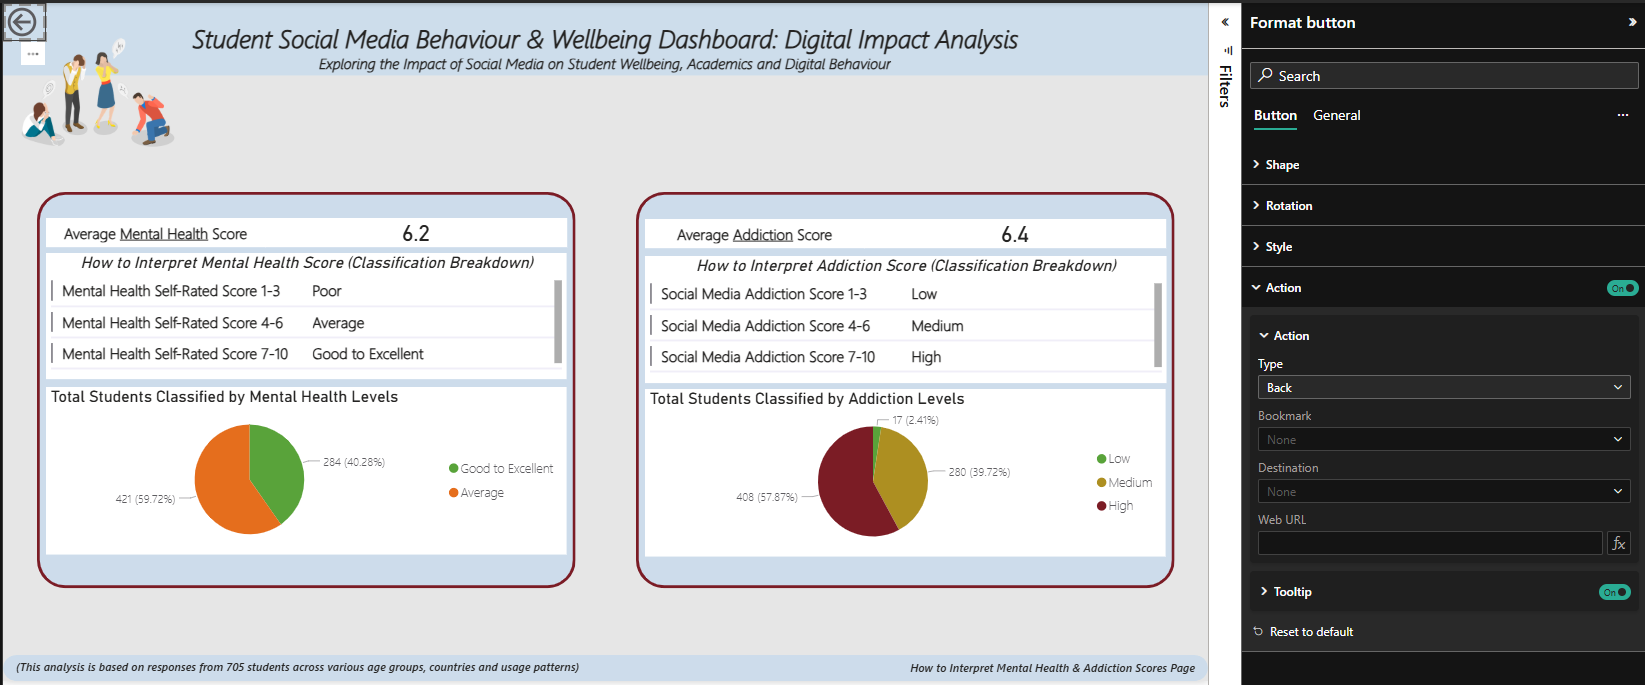 Student Social Media Behaviour & Wellbeing Dashboard: Digital Impact Analysis
Exploring the Impact of Social Media on Student Wellbeing, Academics and Digital Behaviour
Average Mental Health Score 6.2
How to Interpret Mental Health Score (Classification Breakdown)
Mental Health Self-Rated Score 1-3 Poor
Mental Health Self-Rated Score 4-6 Average
Mental Health Self-Rated Score 7-10 Good to Excellent
Total Students Classified by Mental Health Levels
284 (40.28%)
421 (59.72%)
Good to Excellent
Average
Average Addiction Score 6.4
How to Interpret Addiction Score (Classification Breakdown)
Social Media Addiction Score 1-3 Low
Social Media Addiction Score 4-6 Medium
Social Media Addiction Score 7-10 High
Total Students Classified by Addiction Levels
17 (2.41%)
280 (39.72%)
408 (57.87%)
Low
Medium
High
(This analysis is based on responses from 705 students across various age groups, countries and usage patterns)
How to Interpret Mental Health & Addiction Scores Page
Filters
Format button
Search
Button General
Shape
Rotation
Style
Action On
Action
Type
Back
Bookmark
None
Destination
None
Web URL
fx
Tooltip On
Reset to default